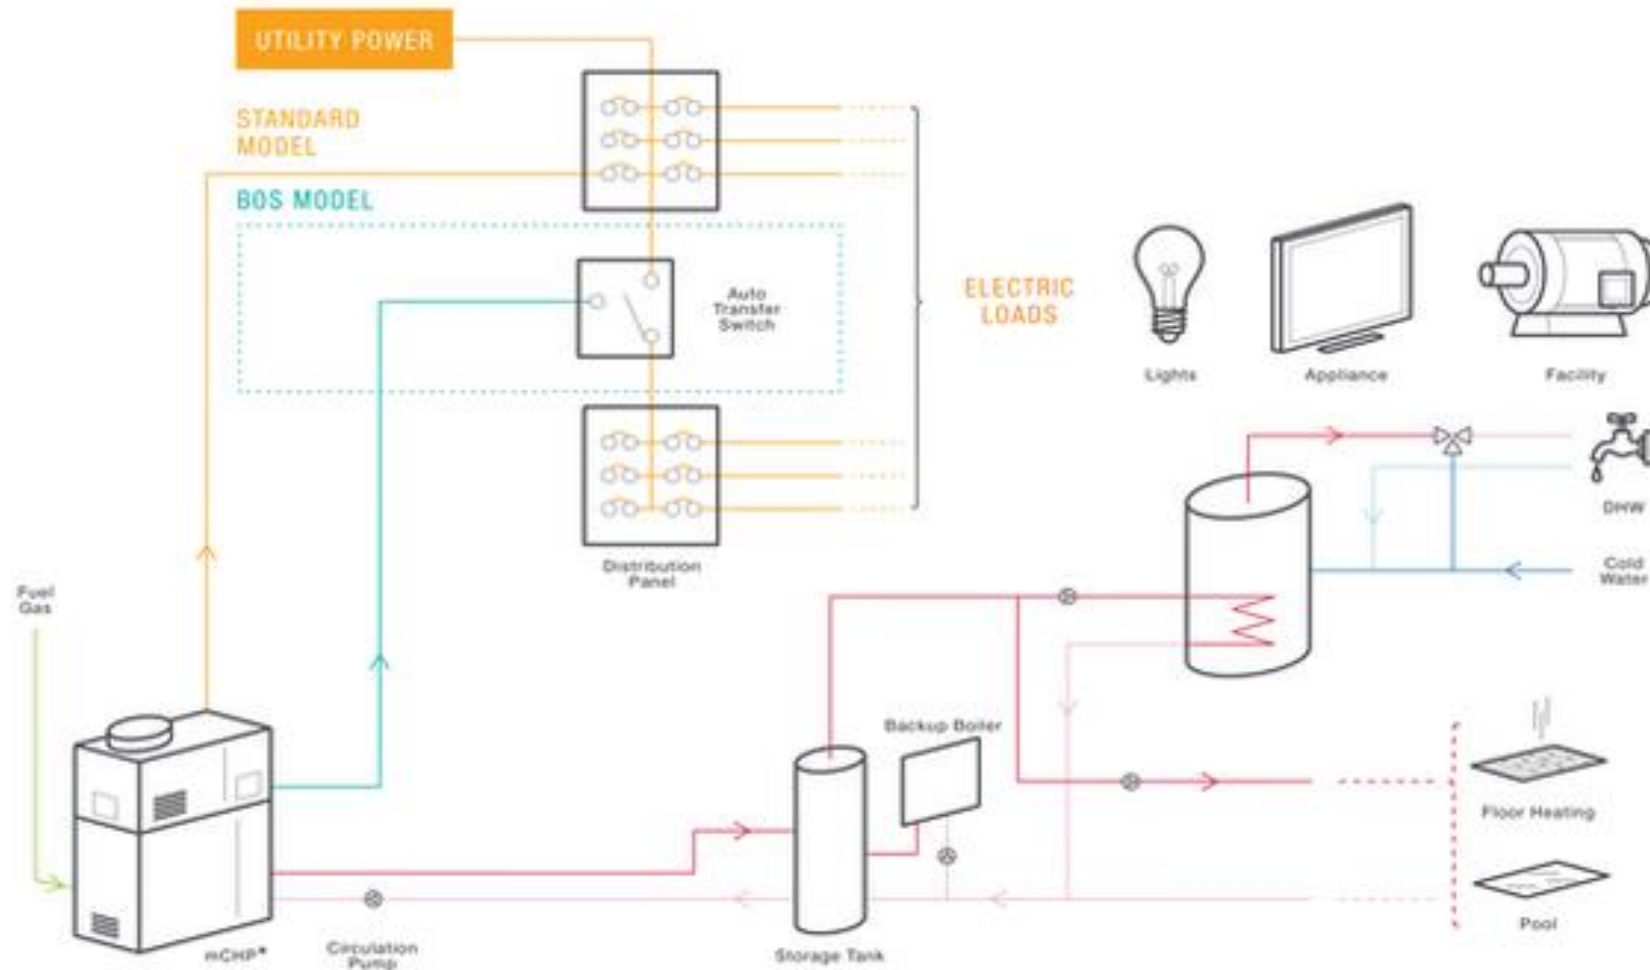 UTILITY POWER
STANDARD
MODEL
BOS MODEL
Auto
Transfer
Switch
ELECTRIC
LOADS
Lights
Appliance
Facility
DHW
Distribution
Panel
Cold
Water
Fuel
Gas
Backup Boiler
Floor Heating
Pool
mCHP*
Circulation
Pump
Storage Tank